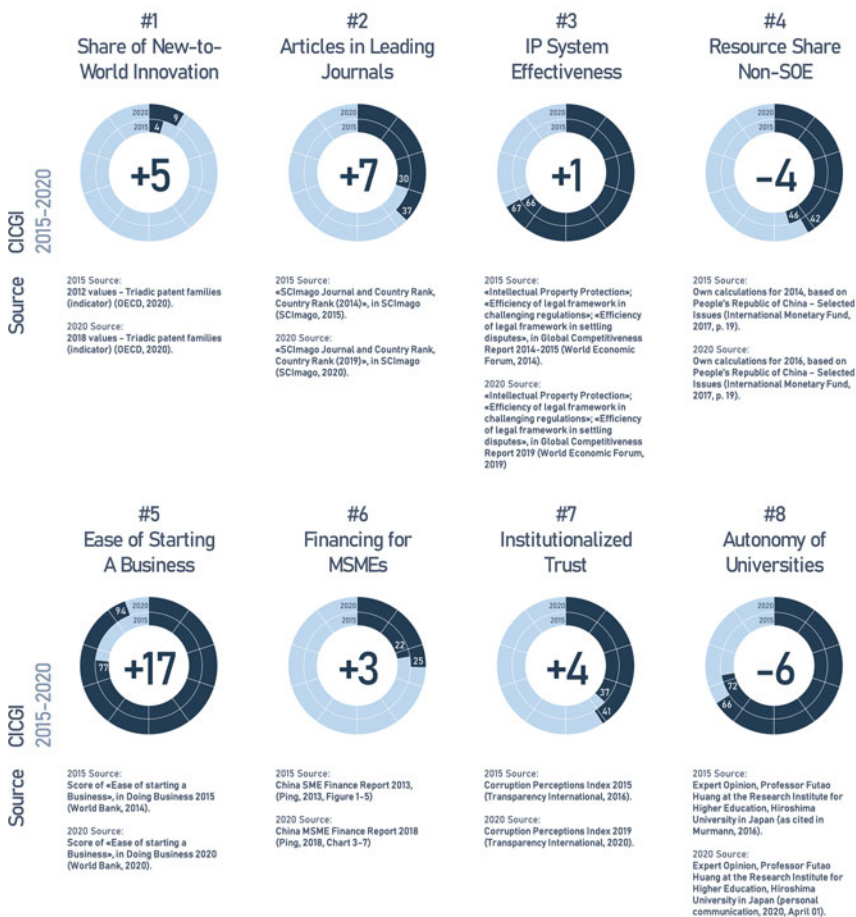 #1
Share of New-to-
World Innovation
2020
2015
9
4
+5
#2
Articles in Leading
Journals
2020
2015
30
37
+7
#3
IP System
Effectiveness
2020
2015
67
66
+1
#4
Resource Share
Non-SOE
2020
2015
46
42
-4
CICGI
2015-2020
Source
2015 Source:
2012 values - Triadic patent families
(indicator) (OECD, 2020).
2020 Source:
2018 values - Triadic patent families
(indicator) (OECD, 2020).
2015 Source:
«SCImago Journal and Country Rank,
Country Rank (2014)», in SCImago
(SCImago, 2015).
2020 Source:
«SCImago Journal and Country Rank,
Country Rank (2019)», in SCImago
(SCImago, 2020).
2015 Source:
«Intellectual Property Protection»;
«Efficiency of legal framework in
challenging regulations»; «Efficiency
of legal framework in settling
disputes», in Global Competitiveness
Report 2014-2015 (World Economic
Forum, 2014).
2020 Source:
«Intellectual Property Protection»;
«Efficiency of legal framework in
challenging regulations»; «Efficiency
of legal framework in settling
disputes», in Global Competitiveness
Report 2019 (World Economic Forum,
2019)
2015 Source:
Own calculations for 2014, based on
People's Republic of China – Selected
Issues (International Monetary Fund,
2017, p. 19).
2020 Source:
Own calculations for 2016, based on
People's Republic of China – Selected
Issues (International Monetary Fund,
2017, p. 19).
#5
Ease of Starting
A Business
2020
2015
94
77
+17
#6
Financing for
MSMEs
2020
2015
22
25
+3
#7
Institutionalized
Trust
2020
2015
37
41
+4
#8
Autonomy of
Universities
2020
2015
72
66
-6
CICGI
2015-2020
Source
2015 Source:
Score of «Ease of starting a
Business», in Doing Business 2015
(World Bank, 2014).
2020 Source:
Score of «Ease of starting a
Business», in Doing Business 2020
(World Bank, 2020).
2015 Source:
China SME Finance Report 2013,
(Ping, 2013, Figure 1-5)
2020 Source:
China MSME Finance Report 2018
(Ping, 2018, Chart 3-7)
2015 Source:
Corruption Perceptions Index 2015
(Transparency International, 2016).
2020 Source:
Corruption Perceptions Index 2019
(Transparency International, 2020).
2015 Source:
Expert Opinion, Professor Futao
Huang at the Research Institute for
Higher Education, Hiroshima
University in Japan (as cited in
Murmann, 2016).
2020 Source:
Expert Opinion, Professor Futao
Huang at the Research Institute for
Higher Education, Hiroshima
University in Japan (personal
communication, 2020, April 01).